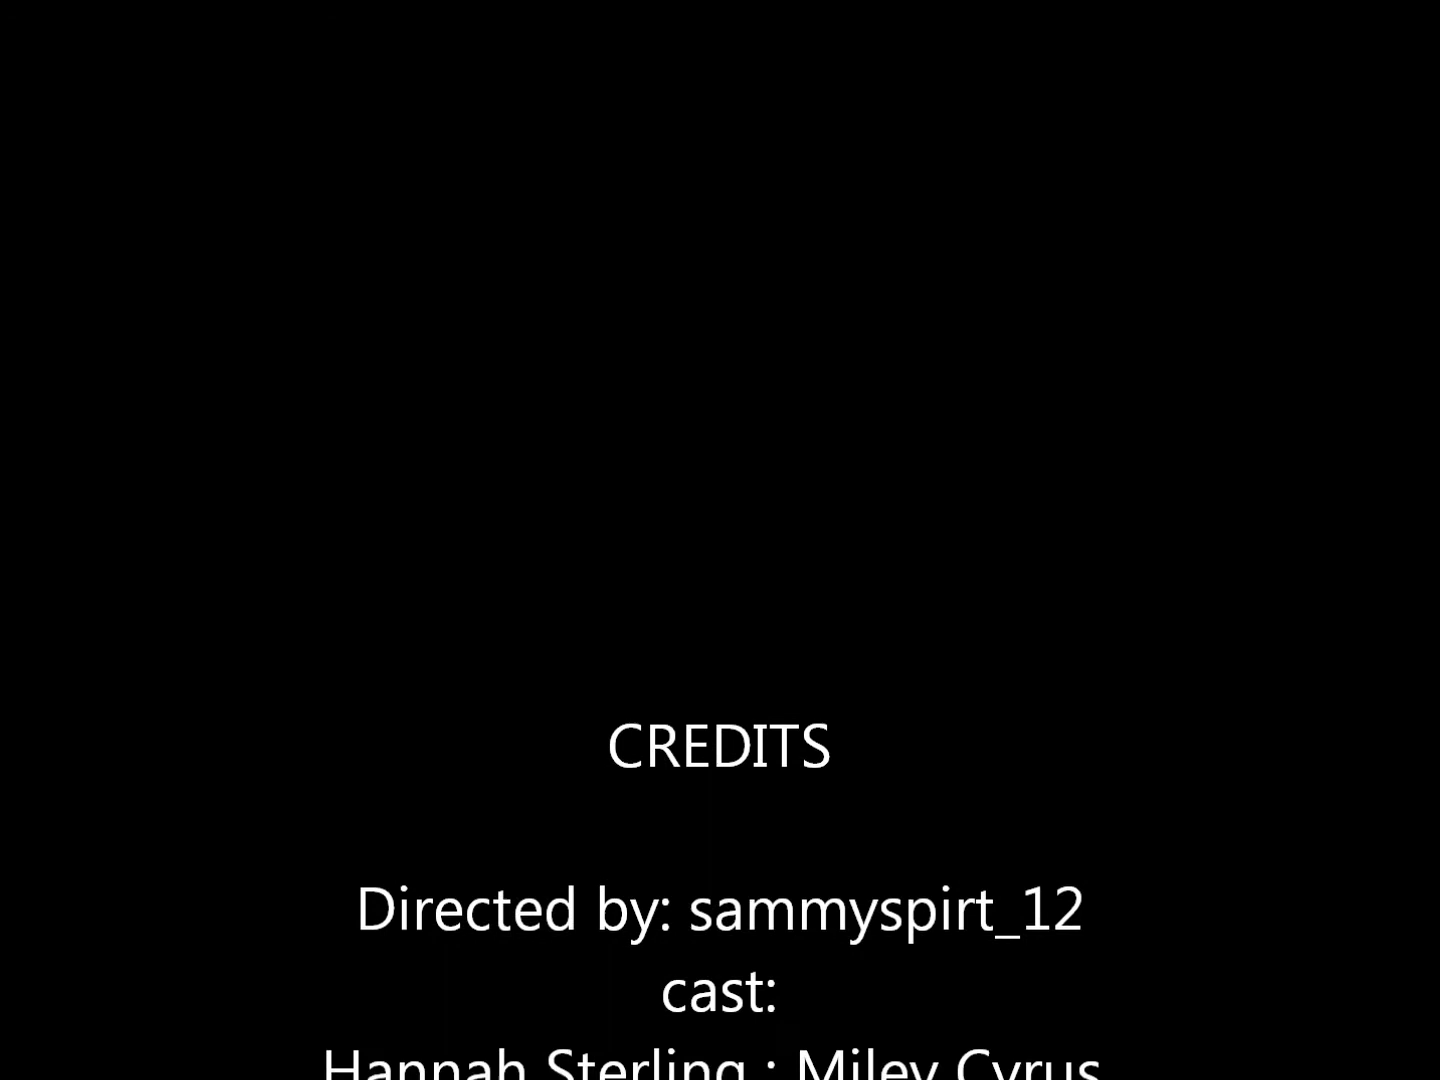 CREDITS
Directed by: sammyspirt_12
cast:
Hannah Sterling : Miley Cyrus